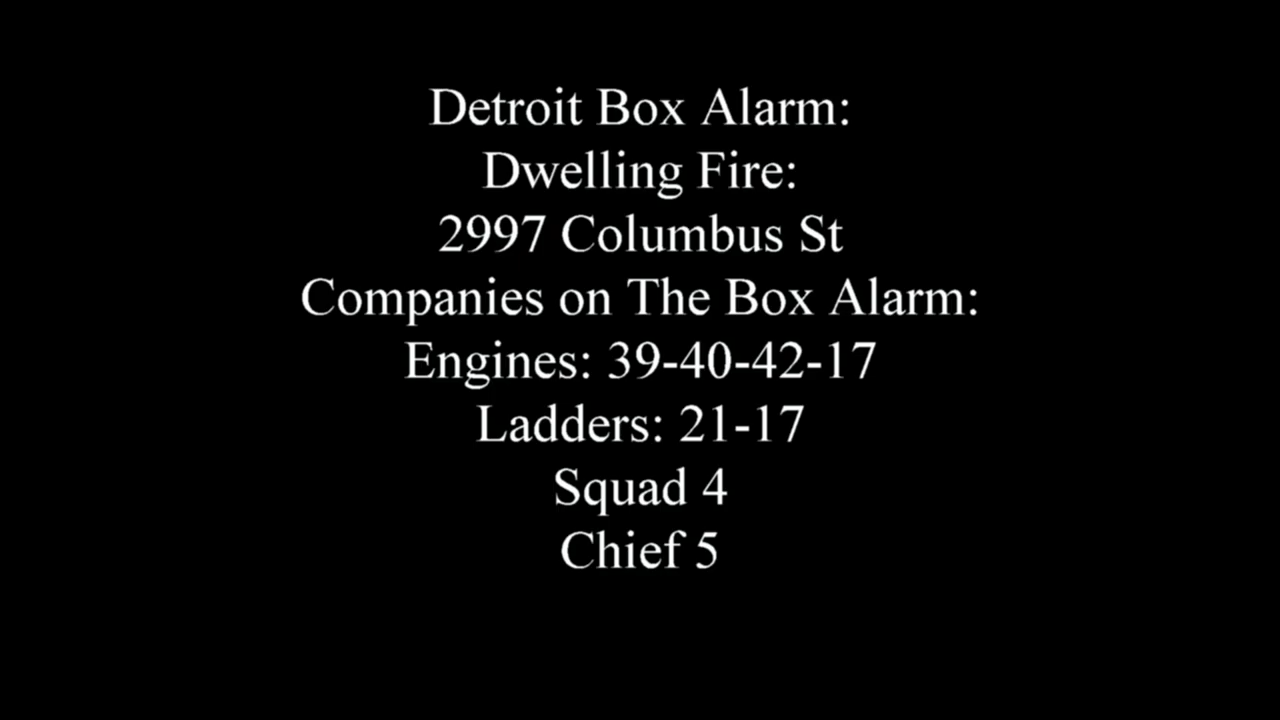 Detroit Box Alarm:
Dwelling Fire:
2997 Columbus St
Companies on The Box Alarm:
Engines: 39-40-42-17
Ladders: 21-17
Squad 4
Chief 5